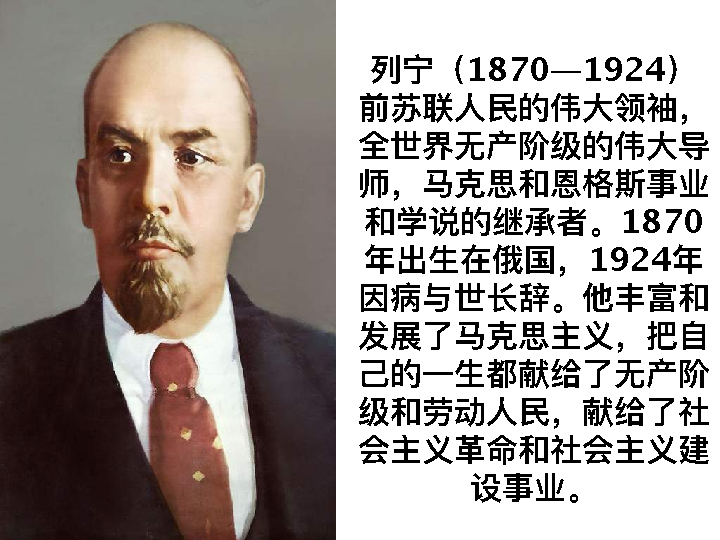 列宁（1870—1924）
前苏联人民的伟大领袖，
全世界无产阶级的伟大导
师，马克思和恩格斯事业
和学说的继承者。1870
年出生在俄国，1924年
因病与世长辞。他丰富和
发展了马克思主义，把自
己的一生都献给了无产阶
级和劳动人民，献给了社
会主义革命和社会主义建
设事业。